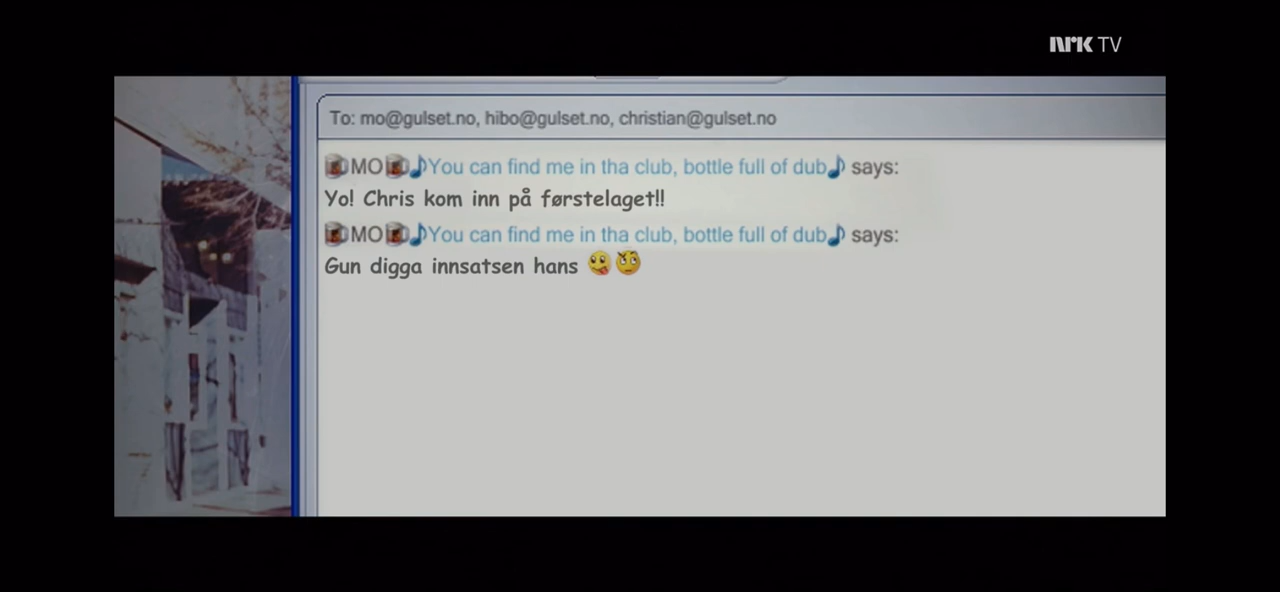 nrk TV
To: mo@gulset.no, hibo@gulset.no, christian@gulset.no
MO You can find me in tha club, bottle full of dub says:
Yo! Chris kom inn på førstelaget!!
MO You can find me in tha club, bottle full of dub says:
Gun digga innsatsen hans